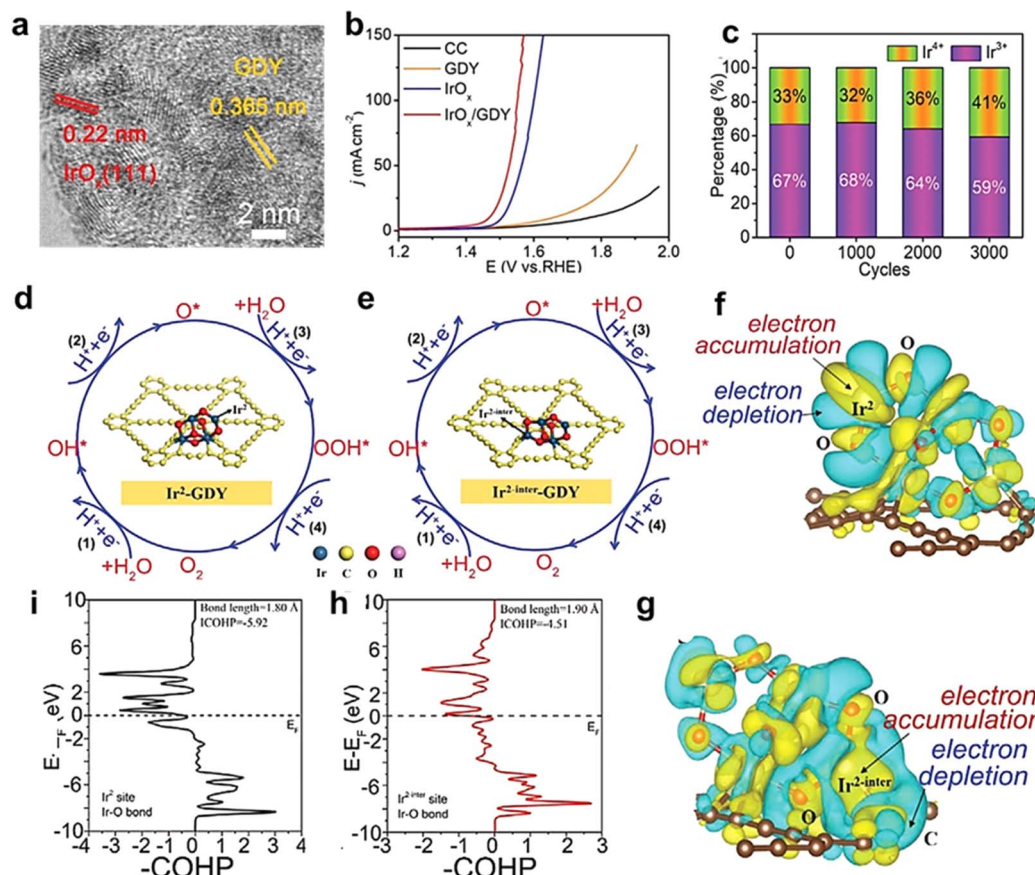 a
GDY
0.365 nm
0.22 nm
IrOx(111)
2 nm
b
150
100
50
0
j (mA cm-2)
CC
GDY
IrOx
IrOx/GDY
1.2 1.4 1.6 1.8 2.0
E (V vs.RHE)
c
Ir4+ Ir3+
100
80
60
40
20
0
Percentage (%)
33% 32% 36% 41%
67% 68% 64% 59%
0 1000 2000 3000
Cycles
d
O*
+H2O
(2) H++e-
H++e- (3)
Ir2
OH*
OOH*
Ir2-GDY
H++e- (1)
H++e- (4)
+H2O
O2
e
O*
+H2O
(2) H++e-
H++e- (3)
Ir2-inter
OH*
OOH*
Ir2-inter-GDY
H++e- (1)
H++e- (4)
+H2O
O2
Ir C O H
f
electron
accumulation
O
electron
depletion
Ir2
O
i
10
6
2
0
-2
-6
-10
Bond length=1.80 Å
ICOHP=-5.92
EF
Ir2 site
Ir-O bond
-4 -3 -2 -1 0 1 2 3 4
-COHP
h
10
6
2
0
-2
-6
-10
E-EF (eV)
Bond length=1.90 Å
ICOHP=-4.51
EF
Ir2-inter site
Ir-O bond
-3 -2 -1 0 1 2 3
-COHP
g
O
electron
accumulation
electron
depletion
Ir2-inter
O
C